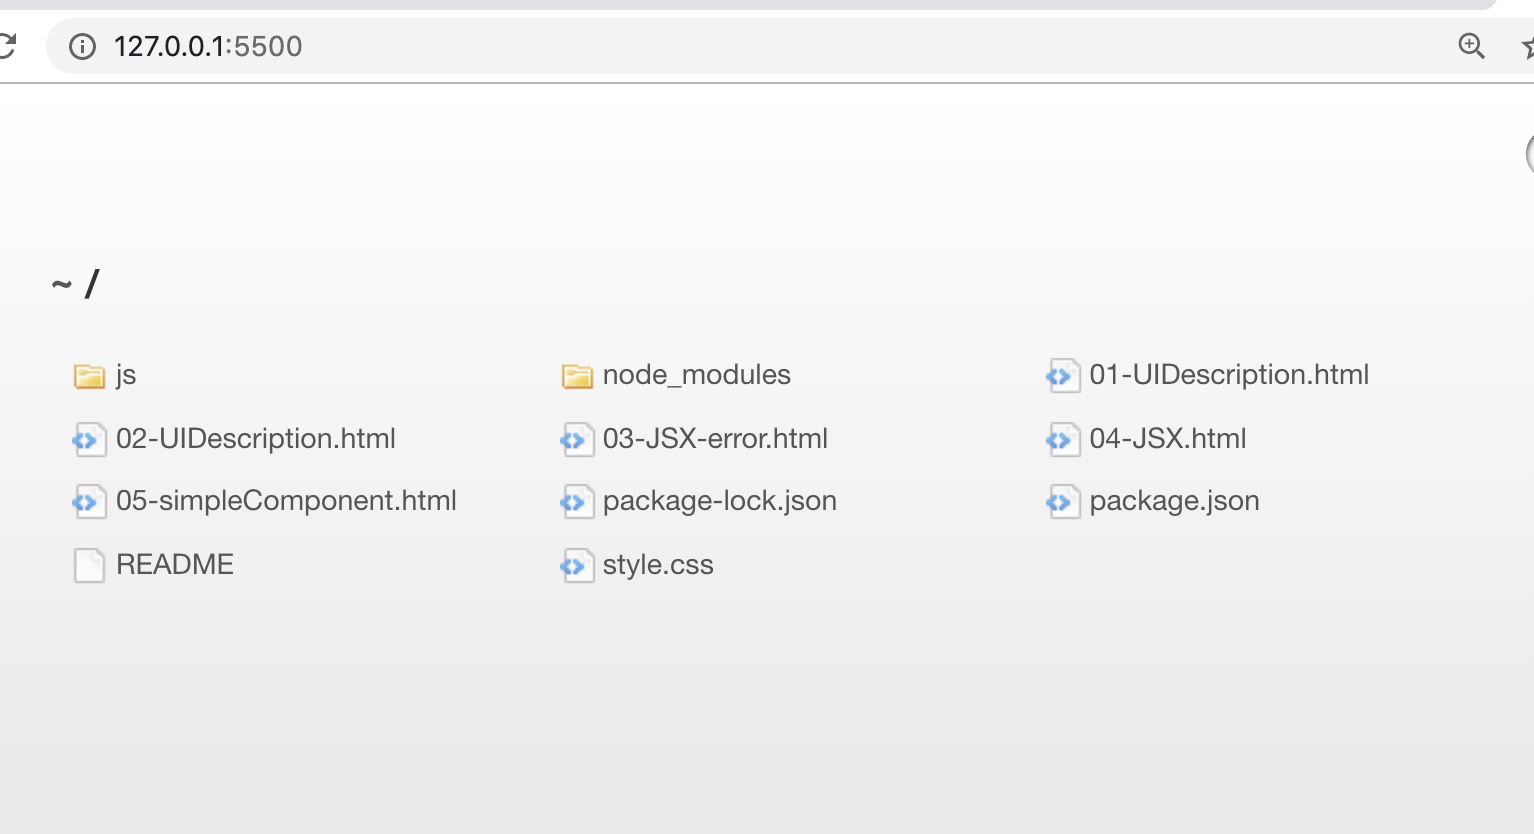 127.0.0.1:5500
~ /
js node_modules 01-UIDescription.html
02-UIDescription.html 03-JSX-error.html 04-JSX.html
05-simpleComponent.html package-lock.json package.json
README style.css